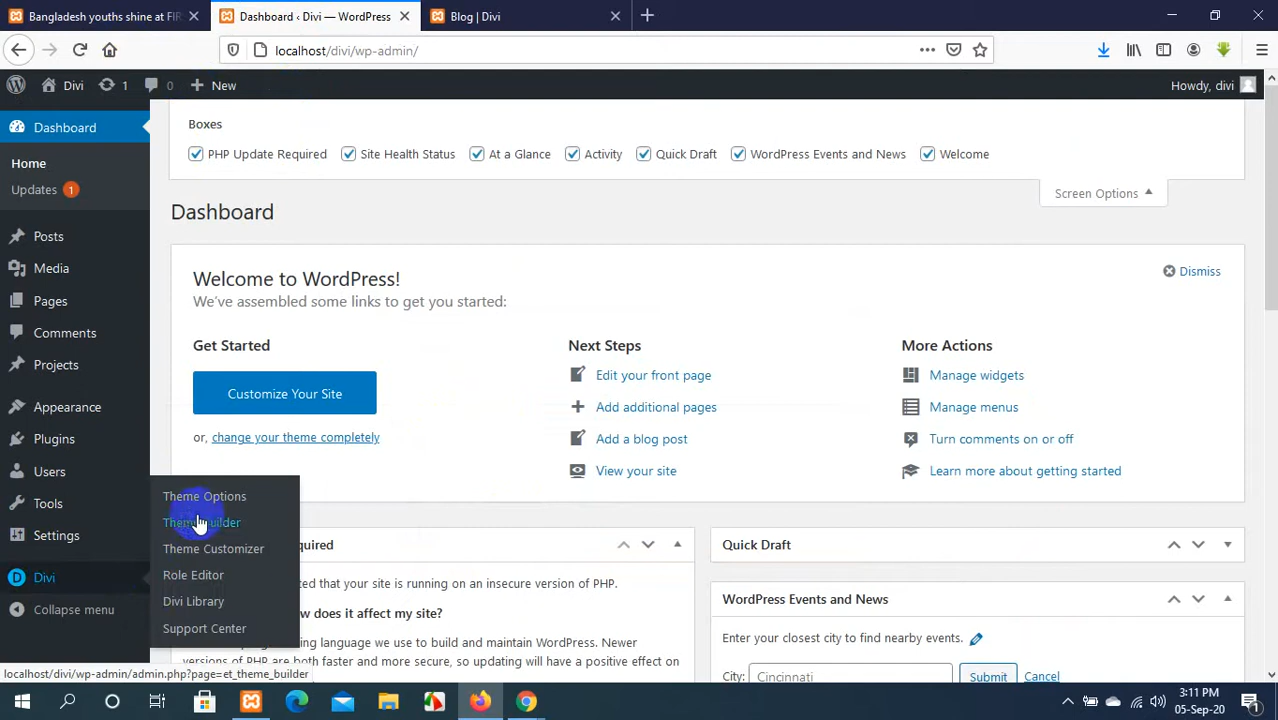 Bangladesh youths shine at FIR
Dashboard ‹ Divi — WordPress
Blog | Divi
localhost/divi/wp-admin/
Divi
1
0
New
Howdy, divi
Dashboard
Home
Updates 1
Posts
Media
Pages
Comments
Projects
Appearance
Plugins
Users
Tools
Settings
Divi
Collapse menu
Theme Options
Theme Builder
Theme Customizer
Role Editor
Divi Library
Support Center
Boxes
PHP Update Required
Site Health Status
At a Glance
Activity
Quick Draft
WordPress Events and News
Welcome
Screen Options
Dashboard
Welcome to WordPress!
Dismiss
We've assembled some links to get you started:
Get Started
Customize Your Site
or, change your theme completely
Next Steps
Edit your front page
Add additional pages
Add a blog post
View your site
More Actions
Manage widgets
Manage menus
Turn comments on or off
Learn more about getting started
that your site is running on an insecure version of PHP.
does it affect my site?
language we use to build and maintain WordPress. Newer
versions of PHP are both faster and more secure, so updating will have a positive effect on
Quick Draft
WordPress Events and News
Enter your closest city to find nearby events.
City:
Cincinnati
Submit
Cancel
localhost/divi/wp-admin/admin.php?page=et_theme_builder
3:11 PM
05-Sep-20
1